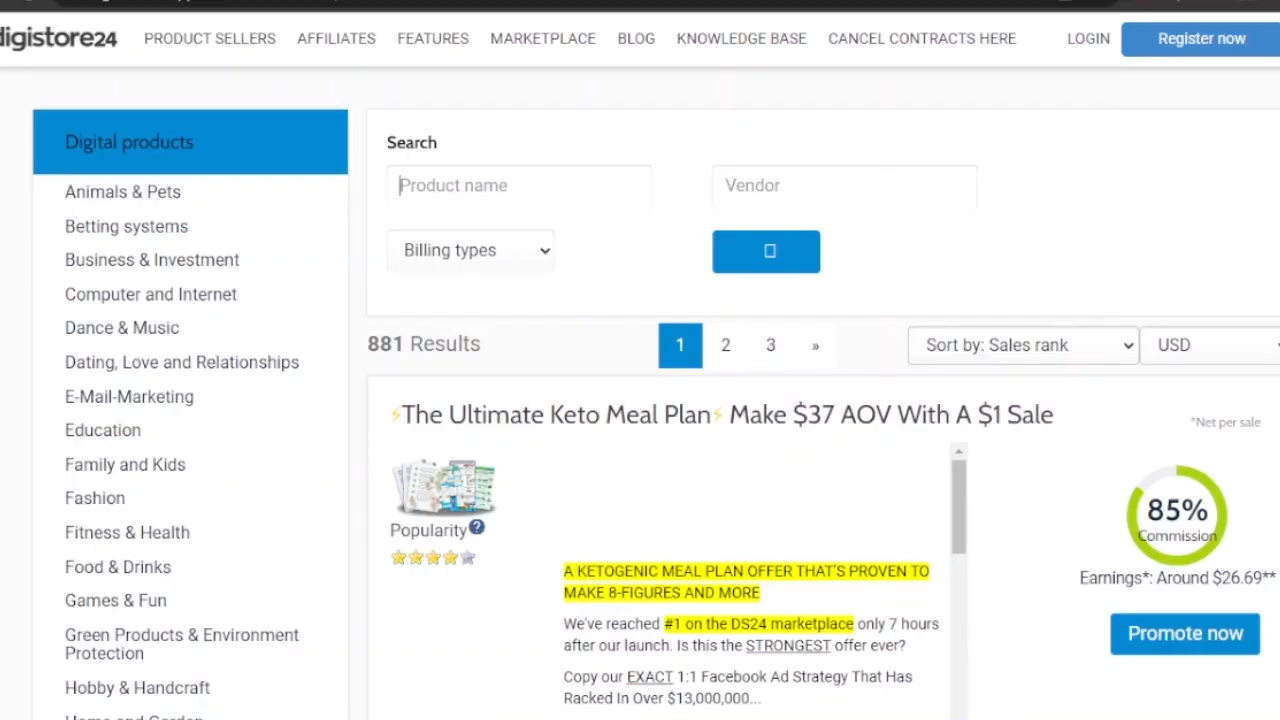 digistore24 PRODUCT SELLERS AFFILIATES FEATURES MARKETPLACE BLOG KNOWLEDGE BASE CANCEL CONTRACTS HERE LOGIN Register now
Digital products
Animals & Pets
Betting systems
Business & Investment
Computer and Internet
Dance & Music
Dating, Love and Relationships
E-Mail-Marketing
Education
Family and Kids
Fashion
Fitness & Health
Food & Drinks
Games & Fun
Green Products & Environment
Protection
Hobby & Handcraft
Home and Garden
Search
Product name Vendor
Billing types
881 Results 1 2 3 » Sort by: Sales rank USD
⚡The Ultimate Keto Meal Plan⚡ Make $37 AOV With A $1 Sale
*Net per sale
Popularity ?
A KETOGENIC MEAL PLAN OFFER THAT'S PROVEN TO
MAKE 8-FIGURES AND MORE
We've reached #1 on the DS24 marketplace only 7 hours
after our launch. Is this the STRONGEST offer ever?
Copy our EXACT 1:1 Facebook Ad Strategy That Has
Racked In Over $13,000,000...
85%
Commission
Earnings*: Around $26.69**
Promote now